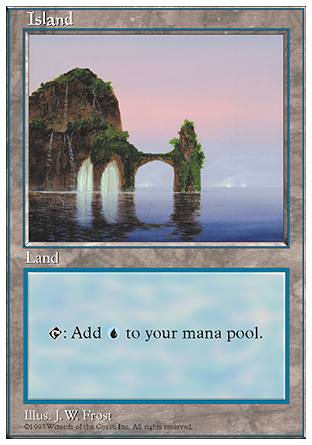 Island
Land
: Add to your mana pool.
Illus. J. W. Frost
©1997 Wizards of the Coast, Inc. All rights reserved.